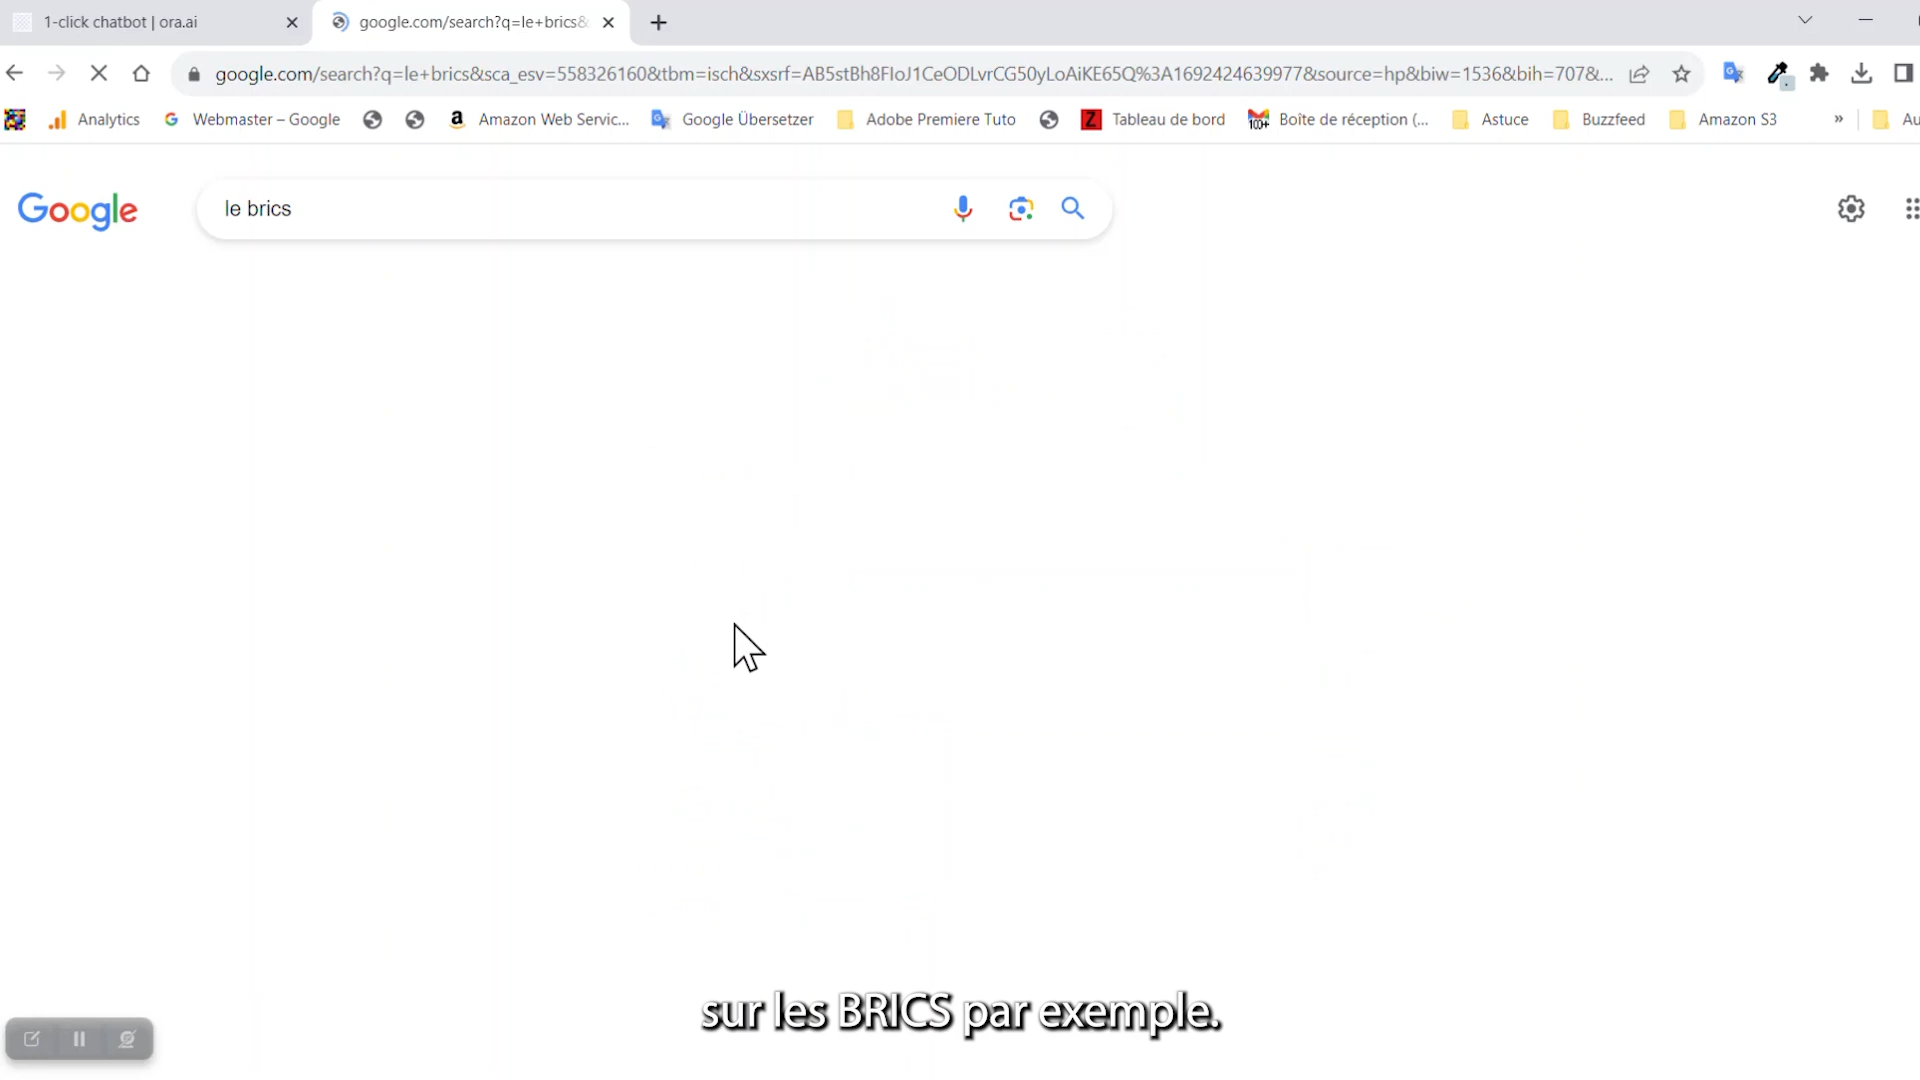 1-click chatbot | ora.ai
google.com/search?q=le+brics&
google.com/search?q=le+brics&sca_esv=558326160&tbm=isch&sxsrf=AB5stBh8FIoJ1CeODLvrCG50yLoAiKE65Q%3A1692424639977&source=hp&biw=1536&bih=707&...
Analytics
Webmaster – Google
Amazon Web Servic...
Google Übersetzer
Adobe Premiere Tuto
Z
Tableau de bord
100+
Boîte de réception (...
Astuce
Buzzfeed
Amazon S3
»
Au
Google
le brics
sur les BRICS par exemple.